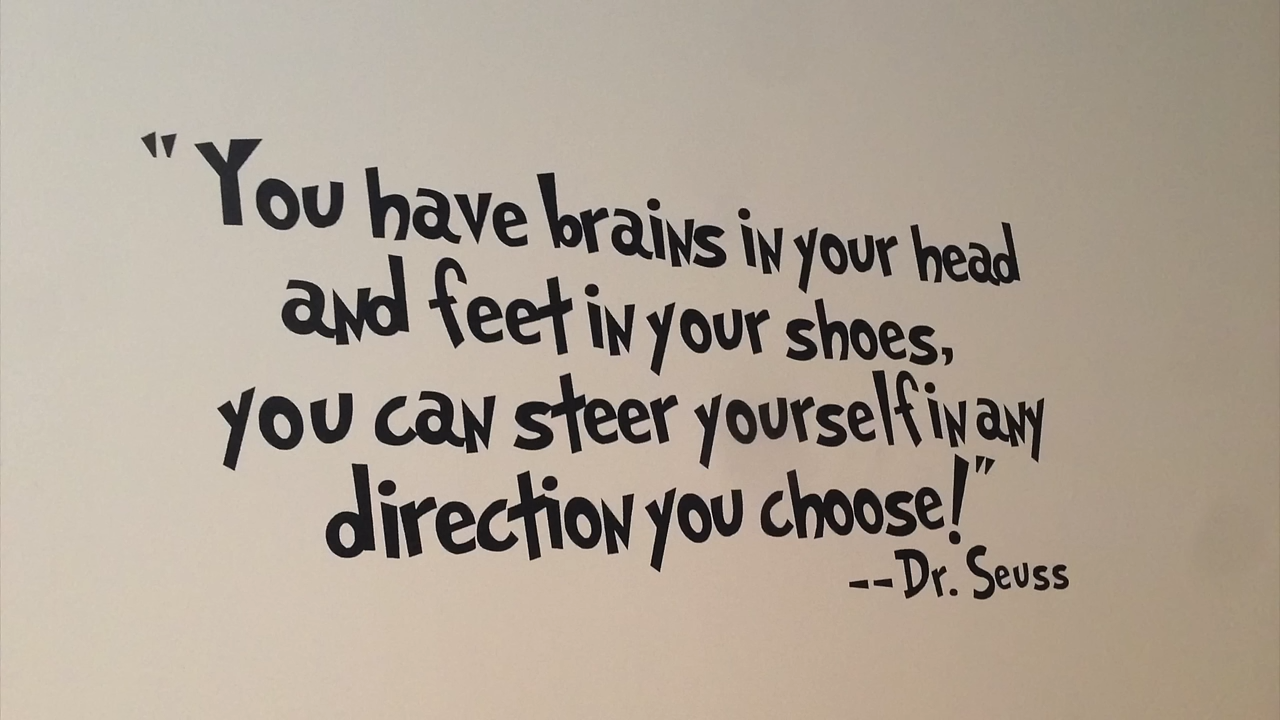 "You have brains in your head
and feet in your shoes,
you can steer yourself in any
direction you choose!"
--Dr. Seuss